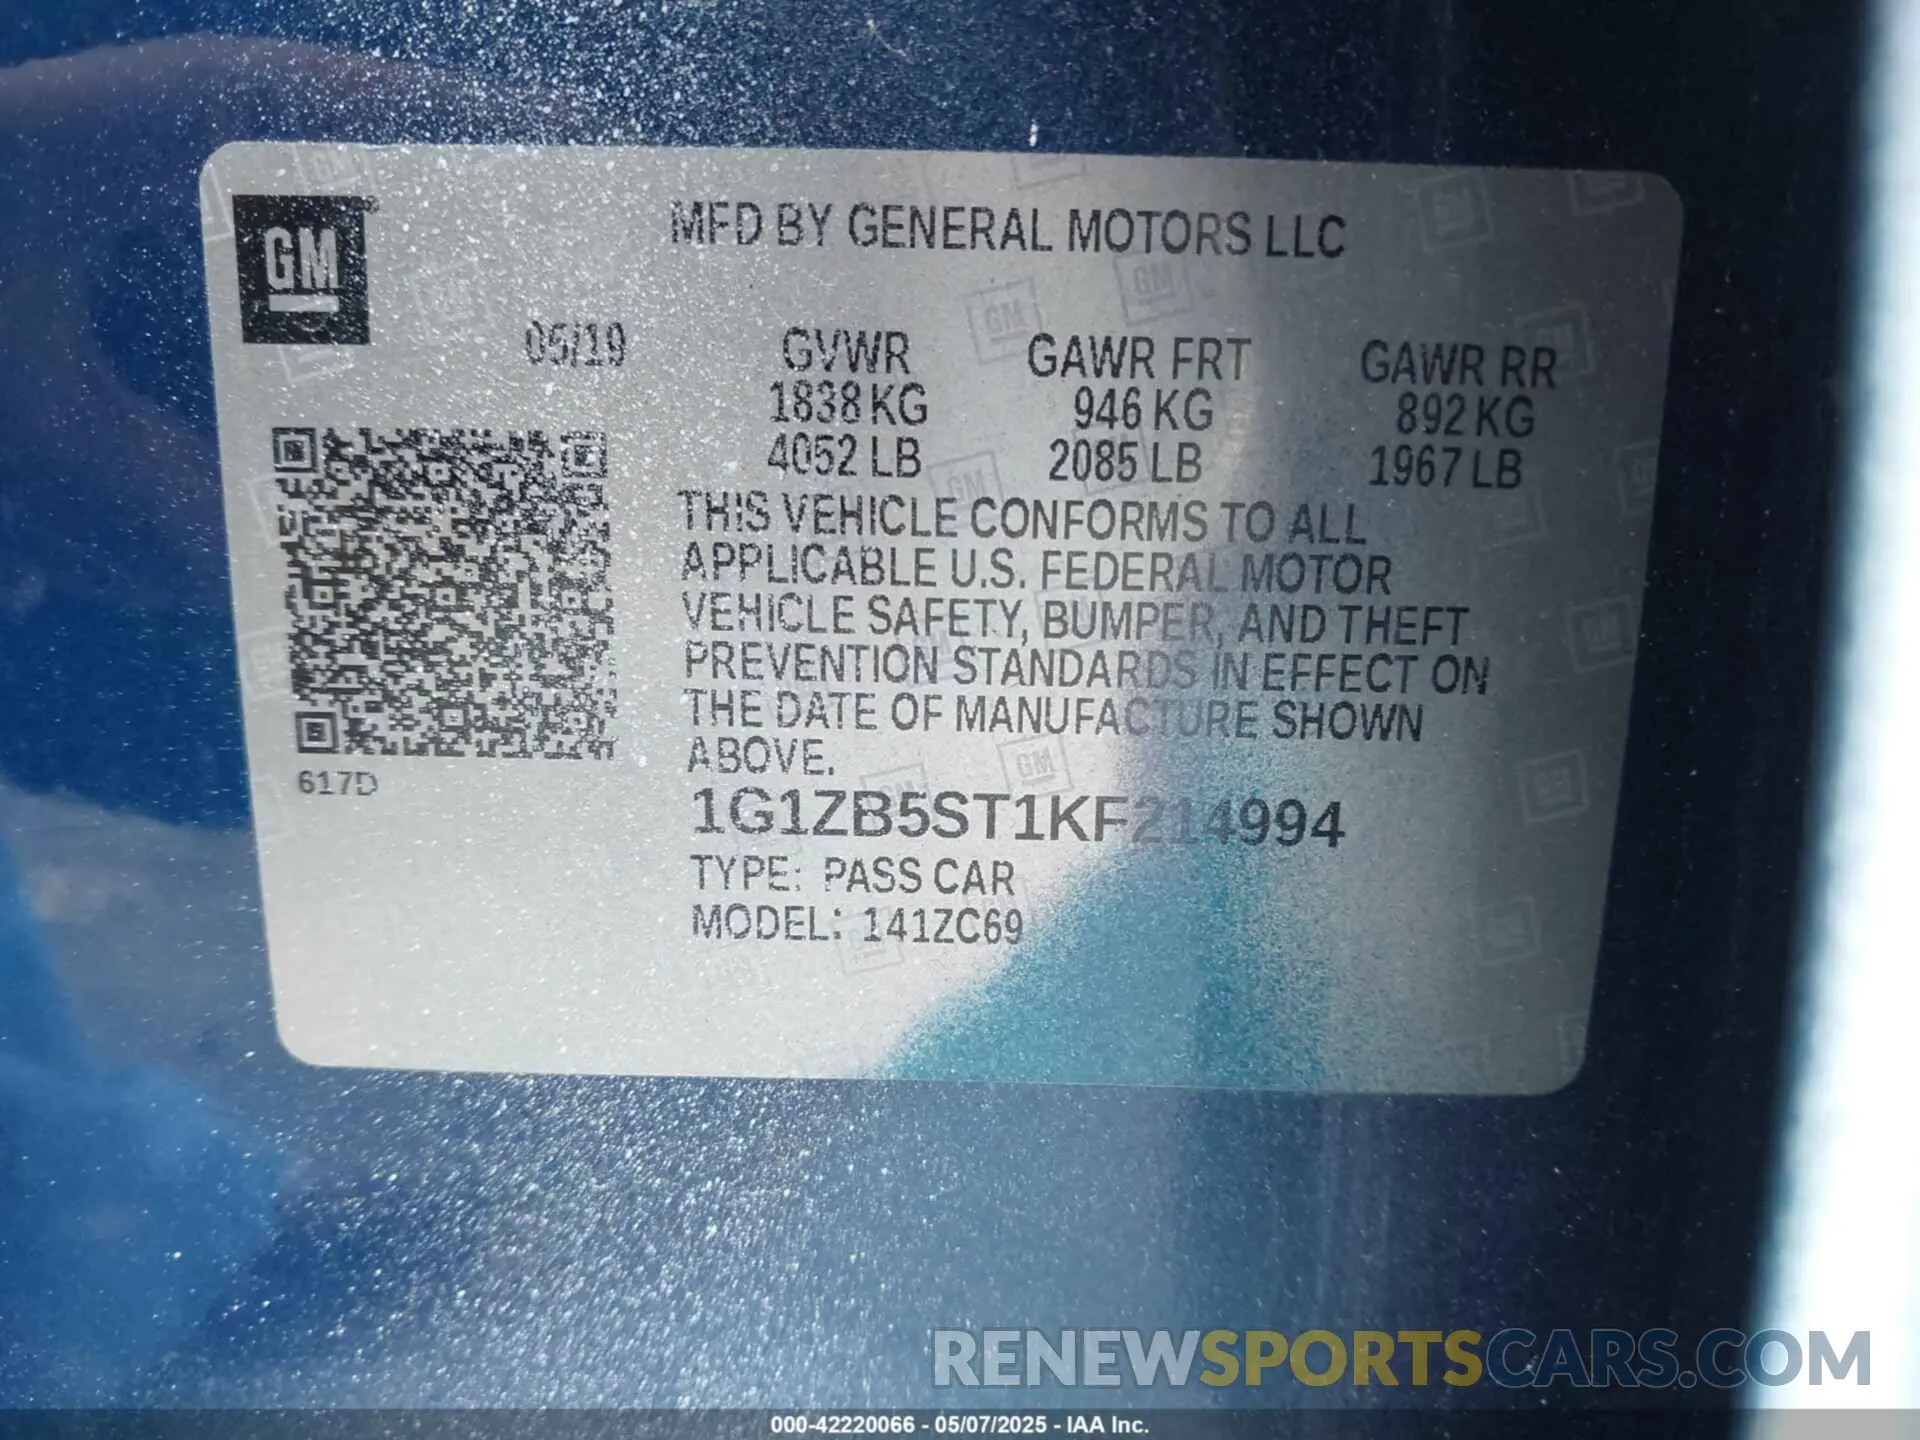 GM
MFD BY GENERAL MOTORS LLC
06/19
GVWR GAWR FRT GAWR RR
1838 KG 946 KG 892 KG
4052 LB 2085 LB 1967 LB
THIS VEHICLE CONFORMS TO ALL
APPLICABLE U.S. FEDERAL MOTOR
VEHICLE SAFETY, BUMPER, AND THEFT
PREVENTION STANDARDS IN EFFECT ON
THE DATE OF MANUFACTURE SHOWN
ABOVE.
617D
1G1ZB5ST1KF214994
TYPE: PASS CAR
MODEL: 141ZC69
RENEWSPORTSCARS.COM
000-42220066 - 05/07/2025 - IAA Inc.